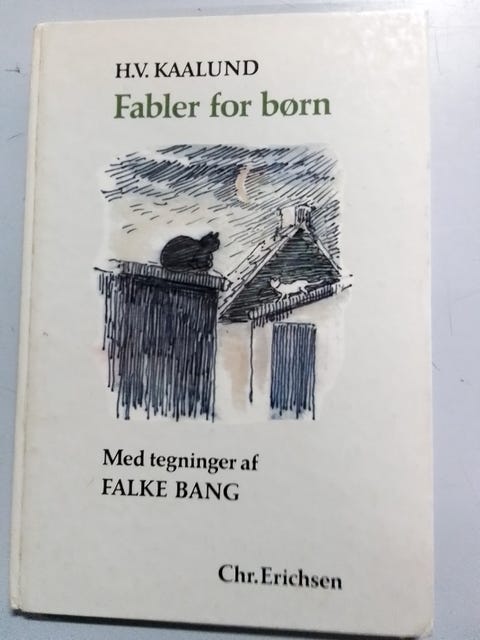 H.V. KAALUND
Fabler for børn
Med tegninger af
FALKE BANG
Chr. Erichsen